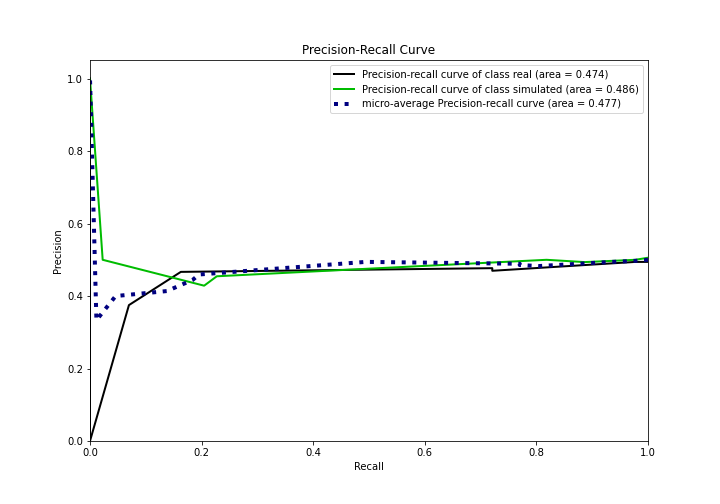 Precision-Recall Curve
Precision-recall curve of class real (area = 0.474)
Precision-recall curve of class simulated (area = 0.486)
micro-average Precision-recall curve (area = 0.477)
Precision
1.0
0.8
0.6
0.4
0.2
0.0
0.0 0.2 0.4 0.6 0.8 1.0
Recall